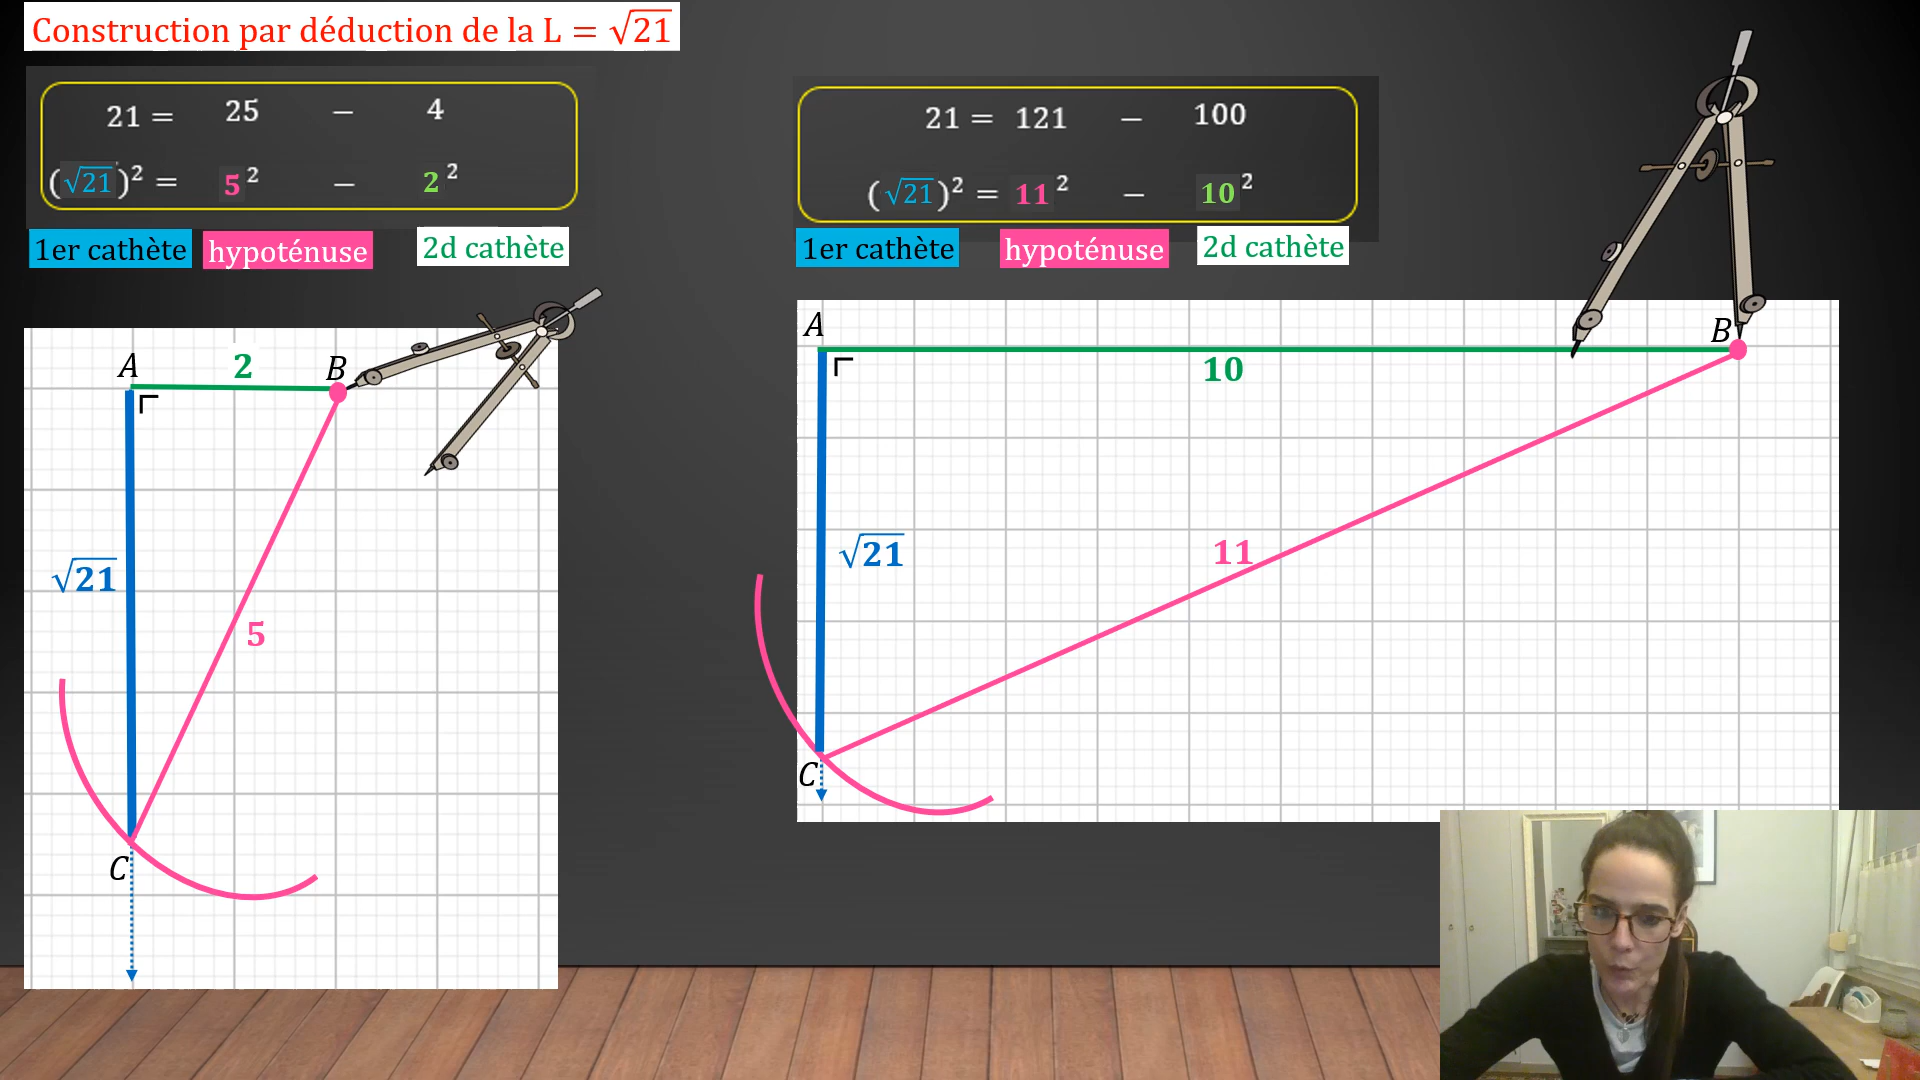 Construction par déduction de la L = √21
21 = 25 − 4
(√21)² = 5² − 2²
1er cathète hypoténuse 2d cathète
A 2 B
√21
5
C
21 = 121 − 100
(√21)² = 11² − 10²
1er cathète hypoténuse 2d cathète
A B
10
√21 11
C